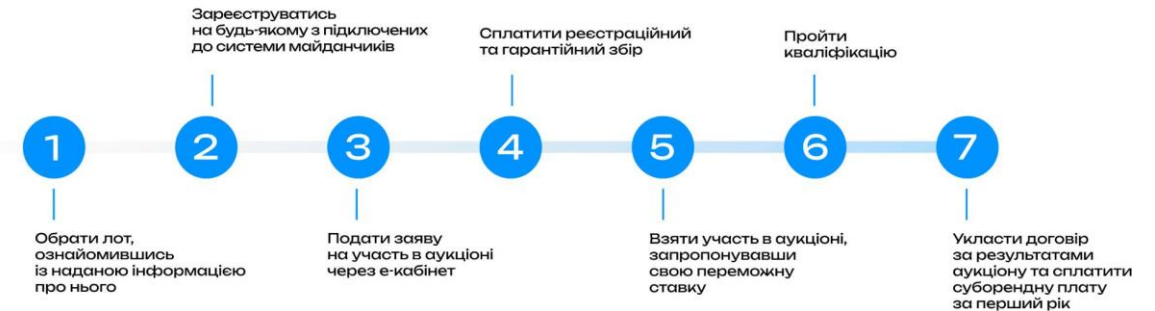 1
Обрати лот,
ознайомившись
із наданою інформацією
про нього
2
Зареєструватись
на будь-якому з підключених
до системи майданчиків
3
Подати заяву
на участь в аукціоні
через е-кабінет
4
Сплатити реєстраційний
та гарантійний збір
5
Взяти участь в аукціоні,
запропонувавши
свою переможну
ставку
6
Пройти
кваліфікацію
7
Укласти договір
за результатами
аукціону та сплатити
суборендну плату
за перший рік